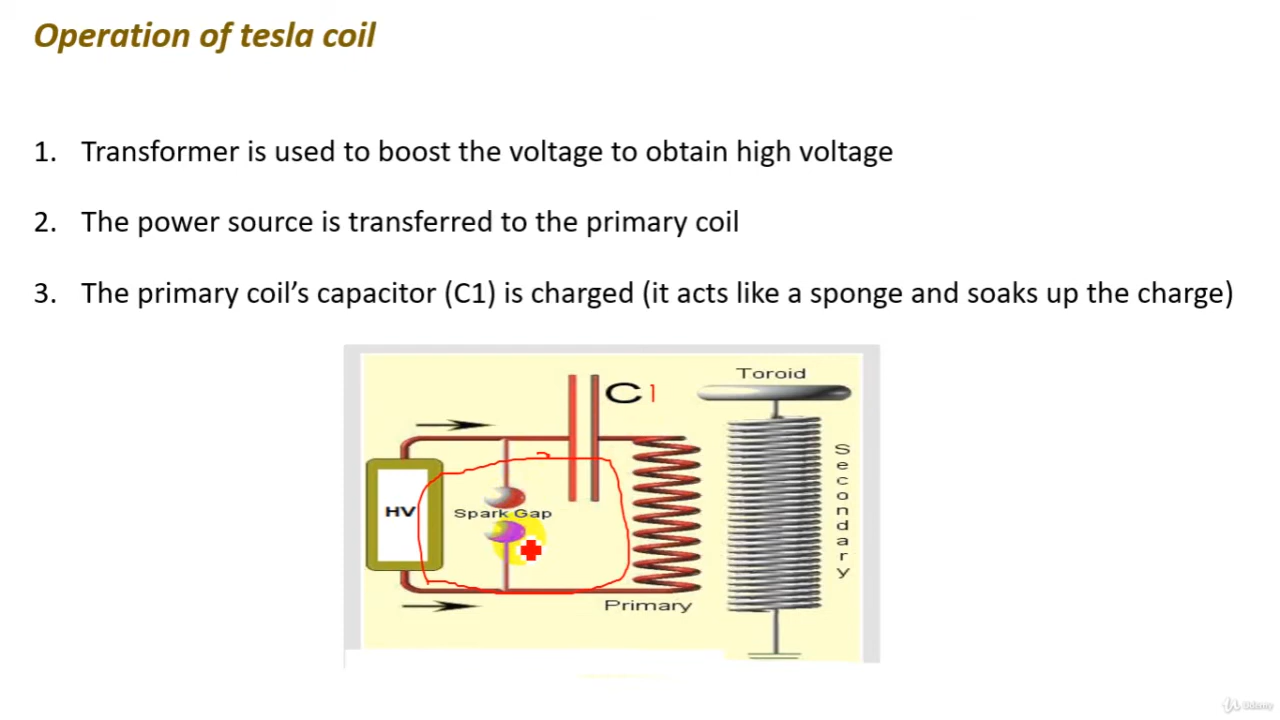 Operation of tesla coil
1. Transformer is used to boost the voltage to obtain high voltage
2. The power source is transferred to the primary coil
3. The primary coil’s capacitor (C1) is charged (it acts like a sponge and soaks up the charge)
Toroid
C1
HV
Spark Gap
Secondary
Primary
Udemy